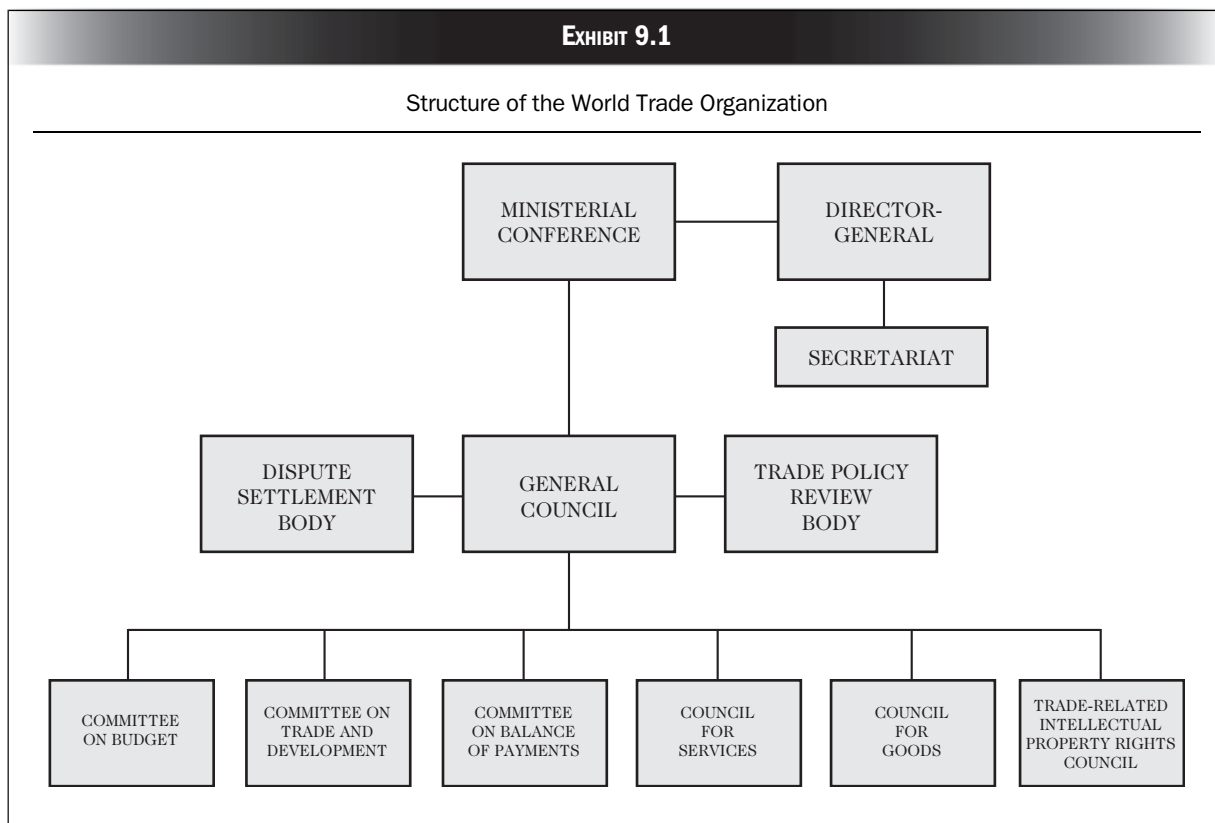 EXHIBIT 9.1
Structure of the World Trade Organization
MINISTERIAL
CONFERENCE
DIRECTOR-
GENERAL
SECRETARIAT
DISPUTE
SETTLEMENT
BODY
GENERAL
COUNCIL
TRADE POLICY
REVIEW
BODY
COMMITTEE
ON BUDGET
COMMITTEE ON
TRADE AND
DEVELOPMENT
COMMITTEE
ON BALANCE
OF PAYMENTS
COUNCIL
FOR
SERVICES
COUNCIL
FOR
GOODS
TRADE-RELATED
INTELLECTUAL
PROPERTY RIGHTS
COUNCIL